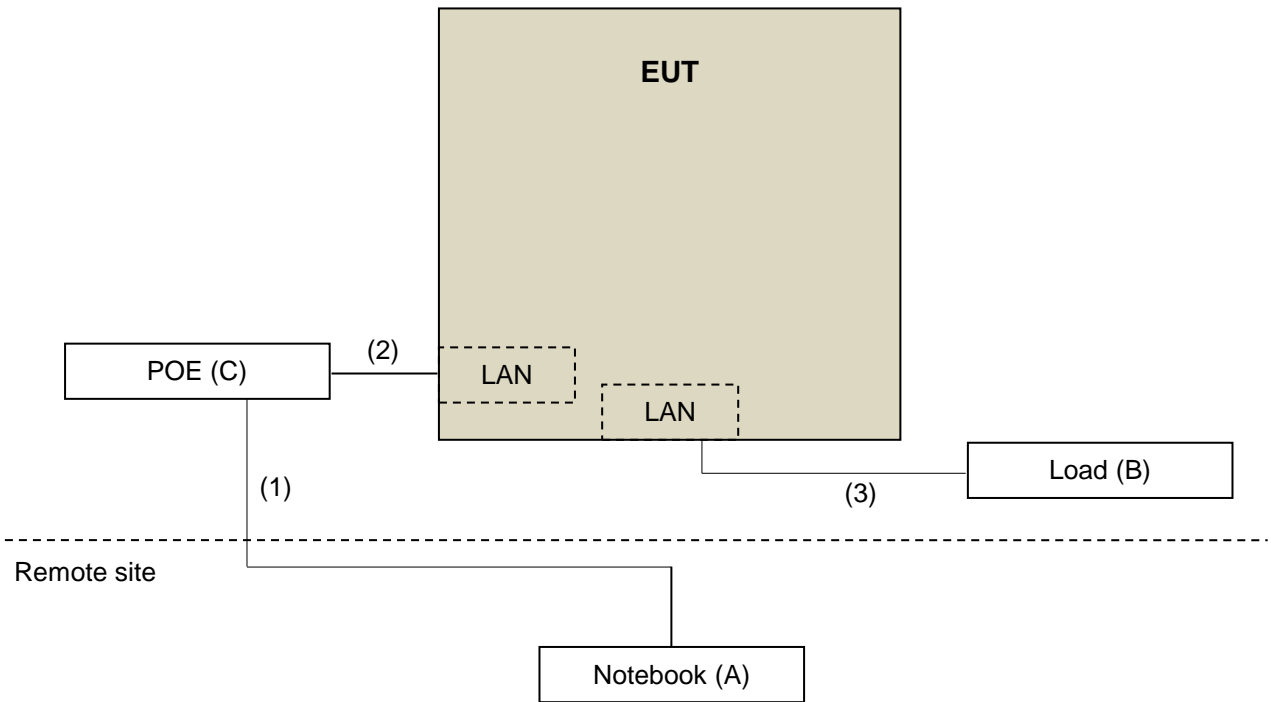 EUT
POE (C)
(2)
LAN
LAN
(1)
(3)
Load (B)
Remote site
Notebook (A)